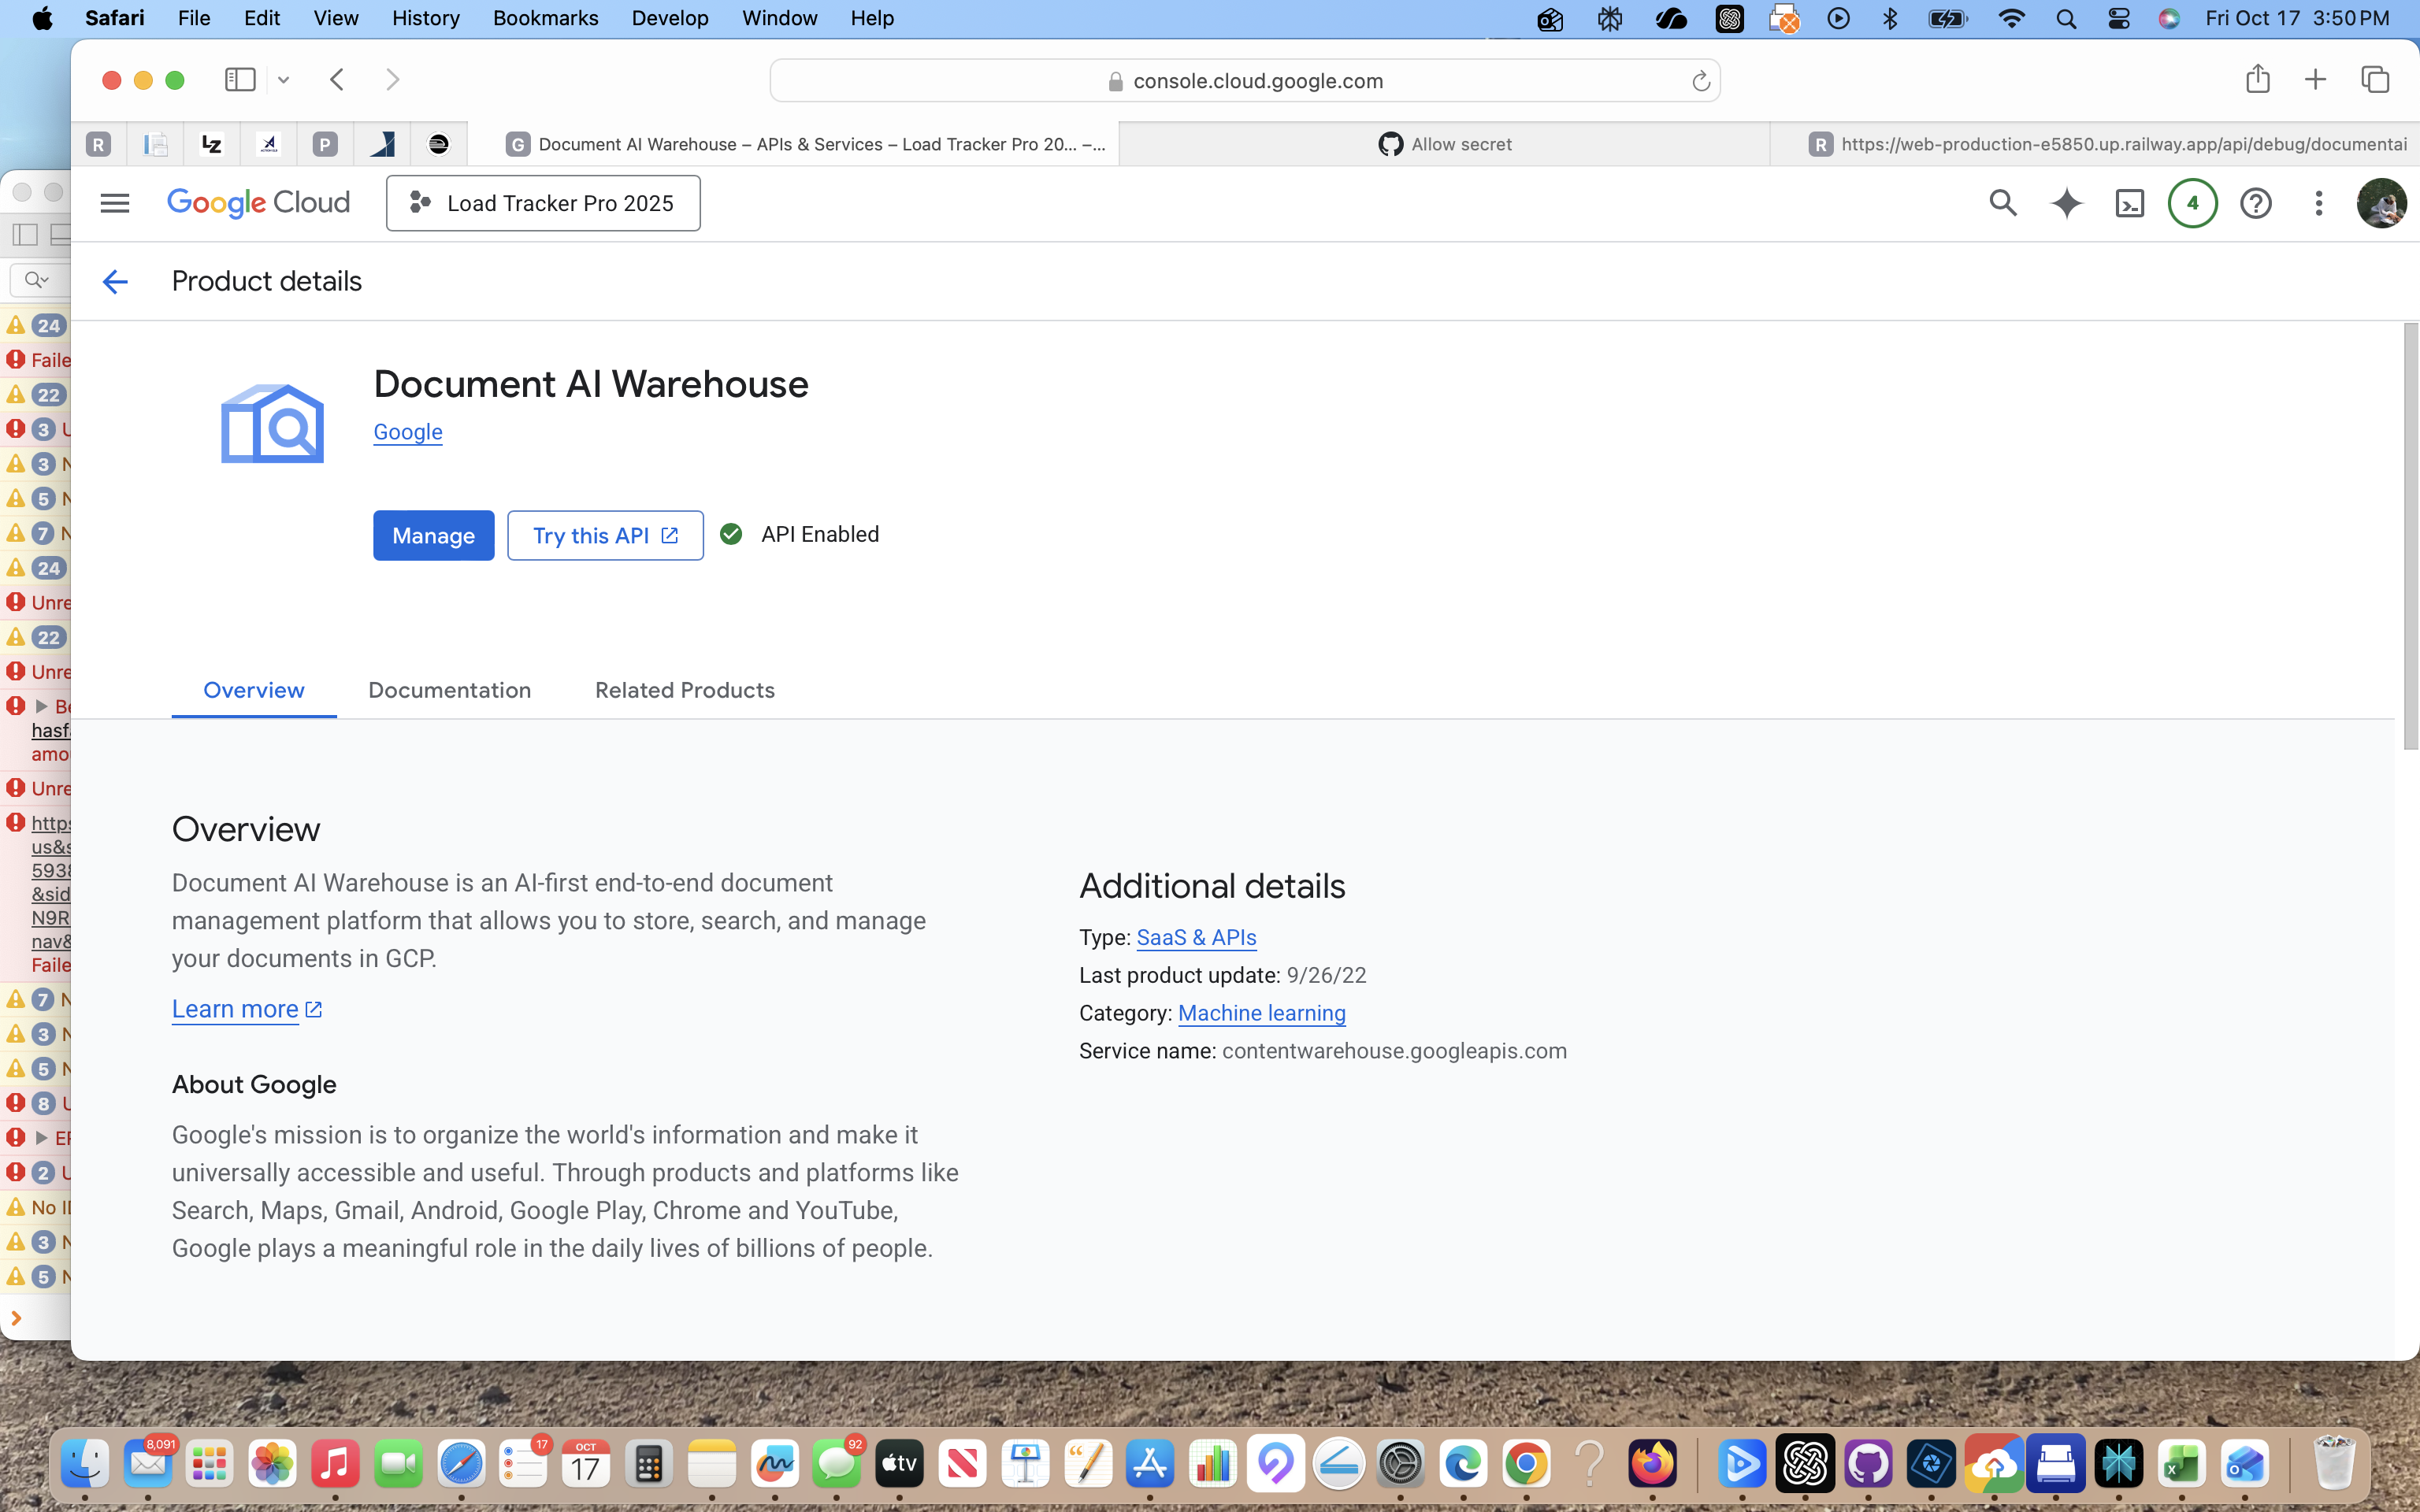 Safari File Edit View History Bookmarks Develop Window Help Fri Oct 17 3:50 PM
console.cloud.google.com
R LZ P G Document AI Warehouse – APIs & Services – Load Tracker Pro 20... –... Allow secret R https://web-production-e5850.up.railway.app/api/debug/documentai
Google Cloud Load Tracker Pro 2025 4
Product details
24
Faile
22
3 U
3 N
5 N
7 N
24
Unre
22
Unre
Be
hasf
amo
Unre
https
us&s
593
&sid
N9R
nav&
Faile
7 N
3 N
5 N
8 U
2 U
No I
3 N
5 N
Document AI Warehouse
Google
Manage Try this API API Enabled
Overview Documentation Related Products
Overview
Document AI Warehouse is an AI-first end-to-end document
management platform that allows you to store, search, and manage
your documents in GCP.
Learn more
About Google
Google's mission is to organize the world's information and make it
universally accessible and useful. Through products and platforms like
Search, Maps, Gmail, Android, Google Play, Chrome and YouTube,
Google plays a meaningful role in the daily lives of billions of people.
Additional details
Type: SaaS & APIs
Last product update: 9/26/22
Category: Machine learning
Service name: contentwarehouse.googleapis.com
8,091 17 OCT 17 92 tv